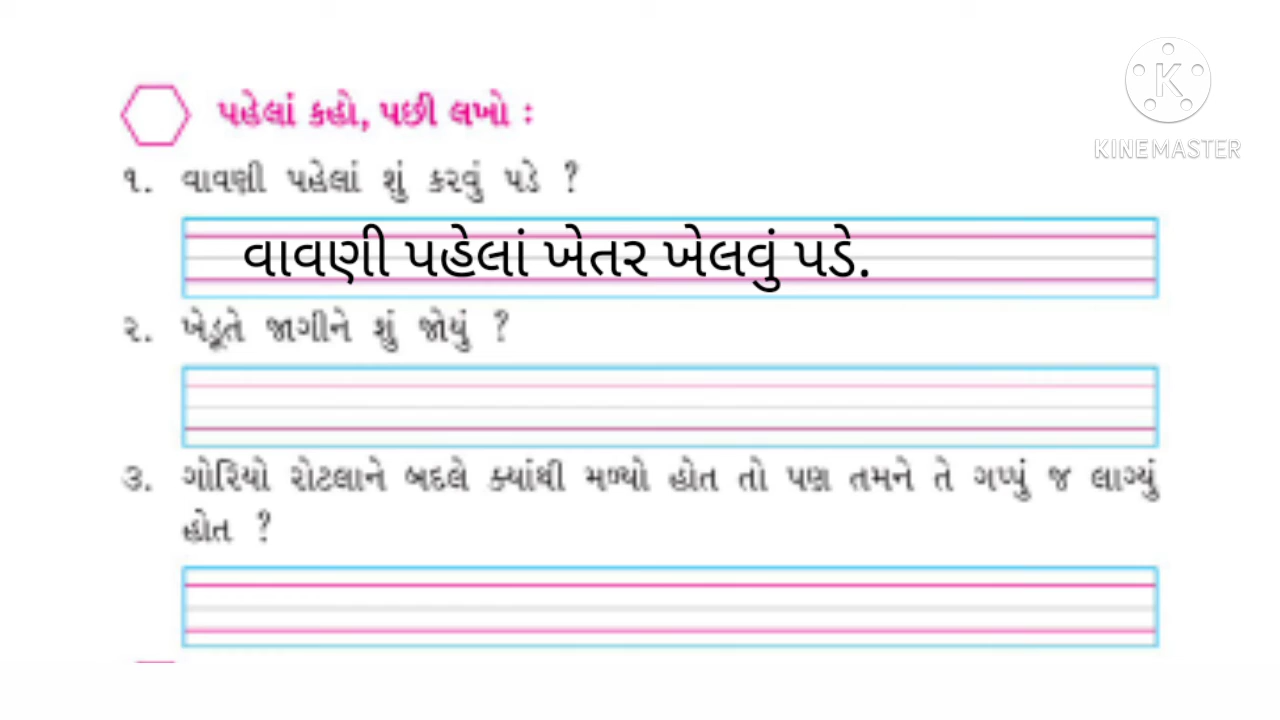 K
KINEMASTER
પહેલાં કહો, પછી લખો :
૧. વાવણી પહેલાં શું કરવું પડે ?
વાવણી પહેલાં ખેતર ખેલવું પડે.
૨. ખેડૂતે જાગીને શું જોયું ?
૩. ગોરિયો રોટલાને બદલે ક્યાંથી મળ્યો હોત તો પણ તમને તે ગપ્પું જ લાગ્યું
હોત ?